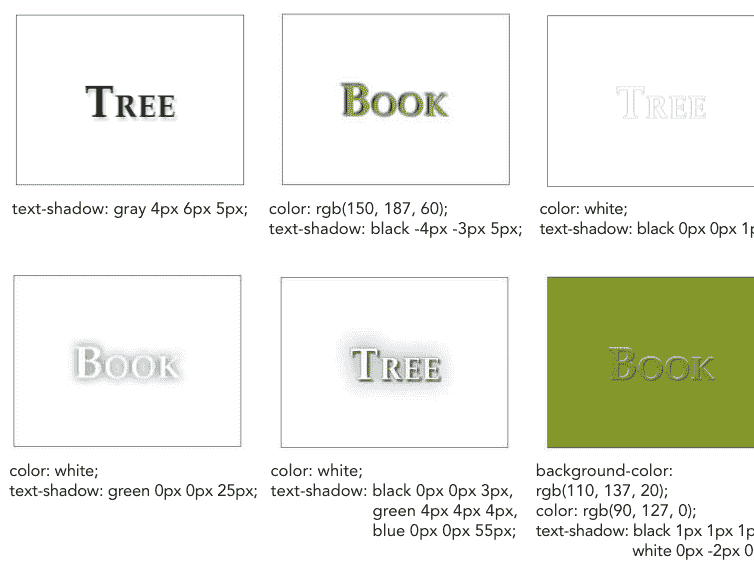 TREE
text-shadow: gray 4px 6px 5px;
BOOK
color: rgb(150, 187, 60);
text-shadow: black -4px -3px 5px;
TREE
color: white;
text-shadow: black 0px 0px 1p
BOOK
color: white;
text-shadow: green 0px 0px 25px;
TREE
color: white;
text-shadow: black 0px 0px 3px,
green 4px 4px 4px,
blue 0px 0px 55px;
BOOK
background-color:
rgb(110, 137, 20);
color: rgb(90, 127, 0);
text-shadow: black 1px 1px 1p
white 0px -2px 0